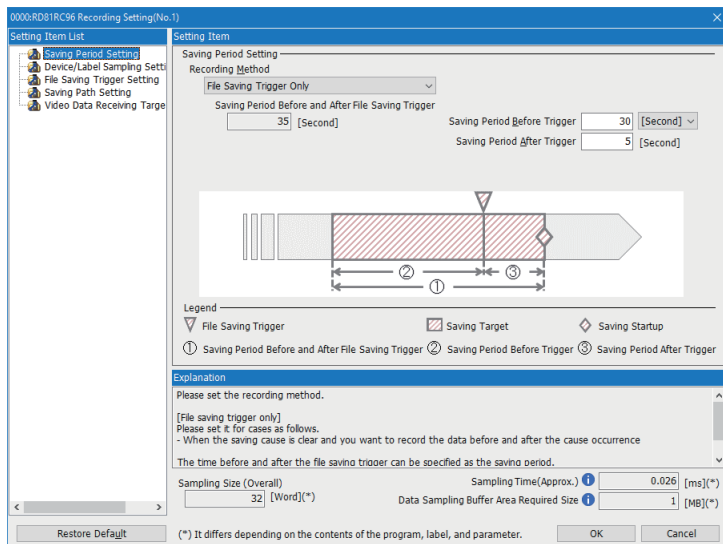 0000:RD81RC96 Recording Setting(No.1)
Setting Item List
Saving Period Setting
Device/Label Sampling Setti
File Saving Trigger Setting
Saving Path Setting
Video Data Receiving Targe
Restore Default
Setting Item
Saving Period Setting
Recording Method
File Saving Trigger Only
Saving Period Before and After File Saving Trigger
35 [Second]
Saving Period Before Trigger 30 [Second]
Saving Period After Trigger 5 [Second]
② ③
①
Legend
File Saving Trigger Saving Target Saving Startup
① Saving Period Before and After File Saving Trigger ② Saving Period Before Trigger ③ Saving Period After Trigger
Explanation
Please set the recording method.
[File saving trigger only]
Please set it for cases as follows.
- When the saving cause is clear and you want to record the data before and after the cause occurrence
The time before and after the file saving trigger can be specified as the saving period.
Sampling Size (Overall)
32 [Word](*)
Sampling Time(Approx.) 0.026 [ms](*)
Data Sampling Buffer Area Required Size 1 [MB](*)
(*) It differs depending on the contents of the program, label, and parameter.
OK Cancel